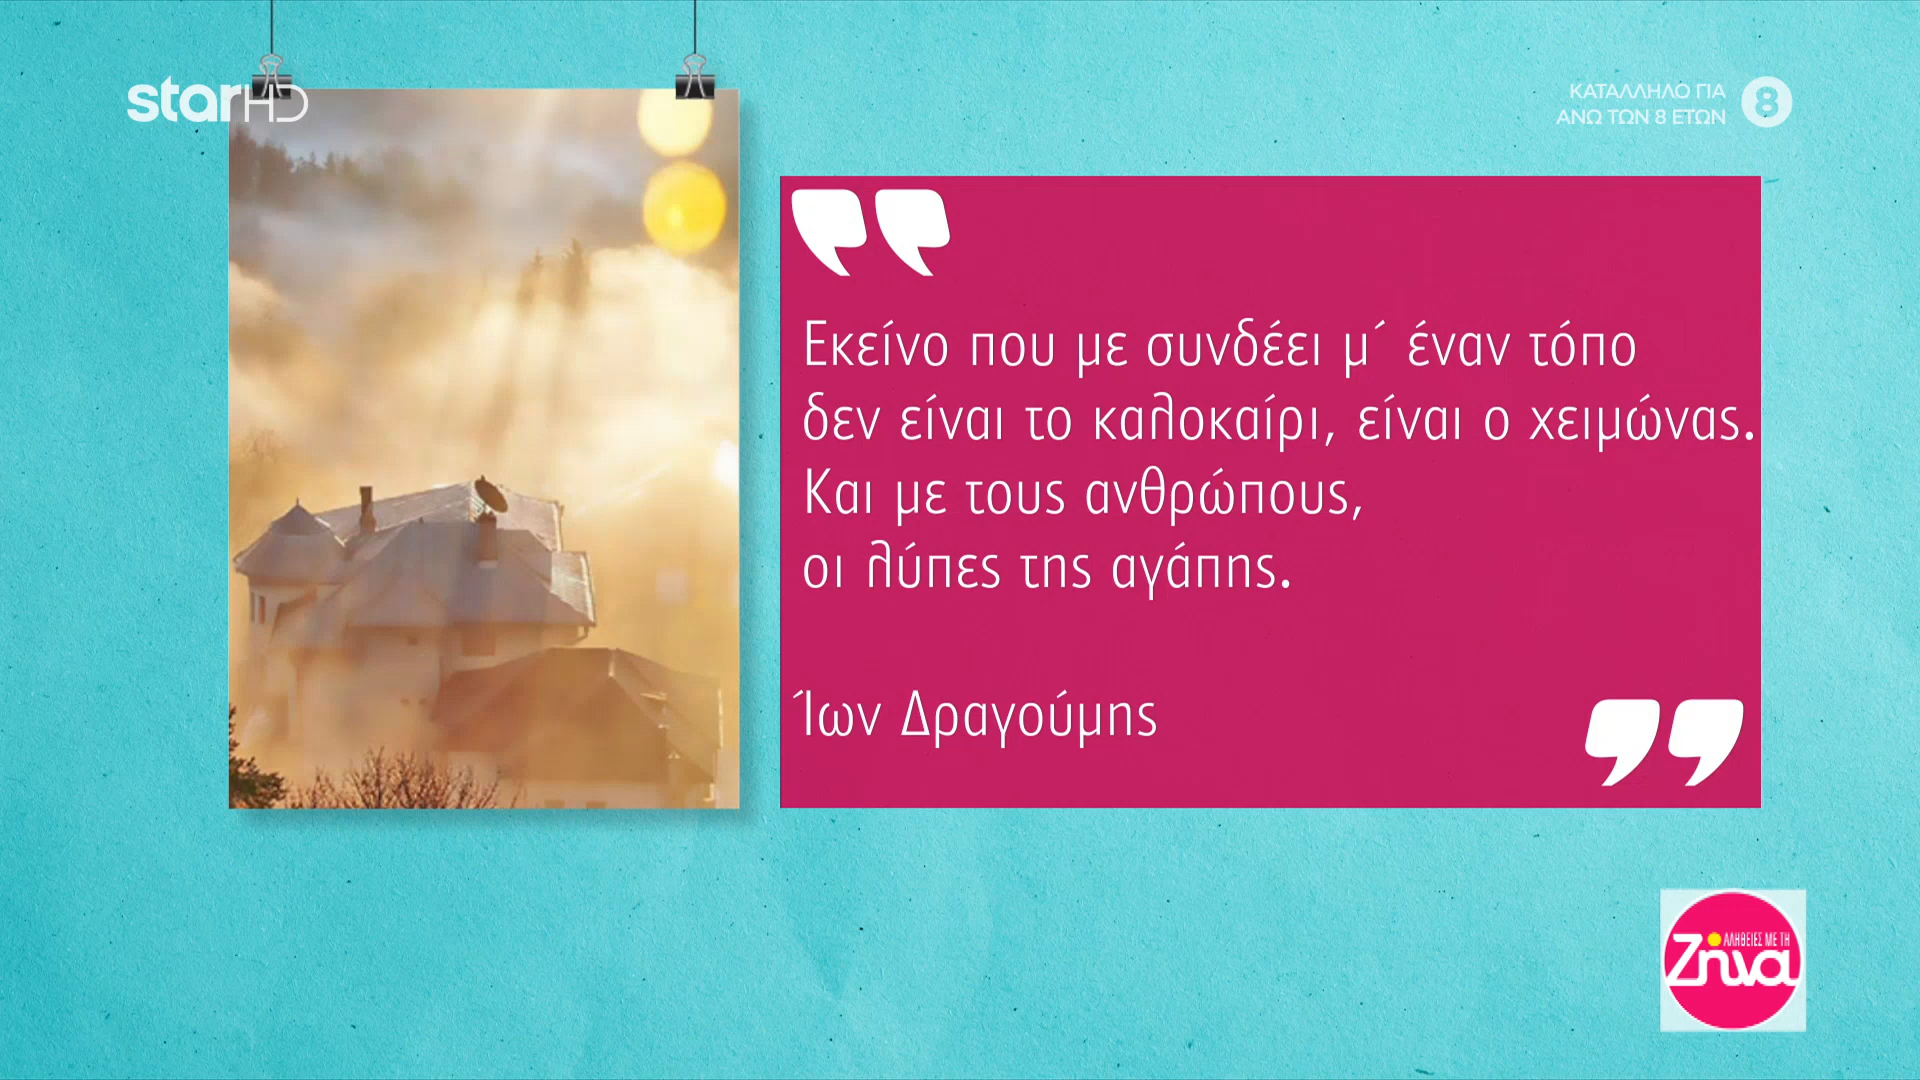 starHD
ΚΑΤΑΛΛΗΛΟ ΓΙΑ
ΑΝΩ ΤΩΝ 8 ΕΤΩΝ
8
Εκείνο που με συνδέει μ΄ έναν τόπο
δεν είναι το καλοκαίρι, είναι ο χειμώνας.
Και με τους ανθρώπους,
οι λύπες της αγάπης.
Ίων Δραγούμης
ΑΛΗΘΕΙΕΣ ΜΕ ΤΗ
Ζήνα